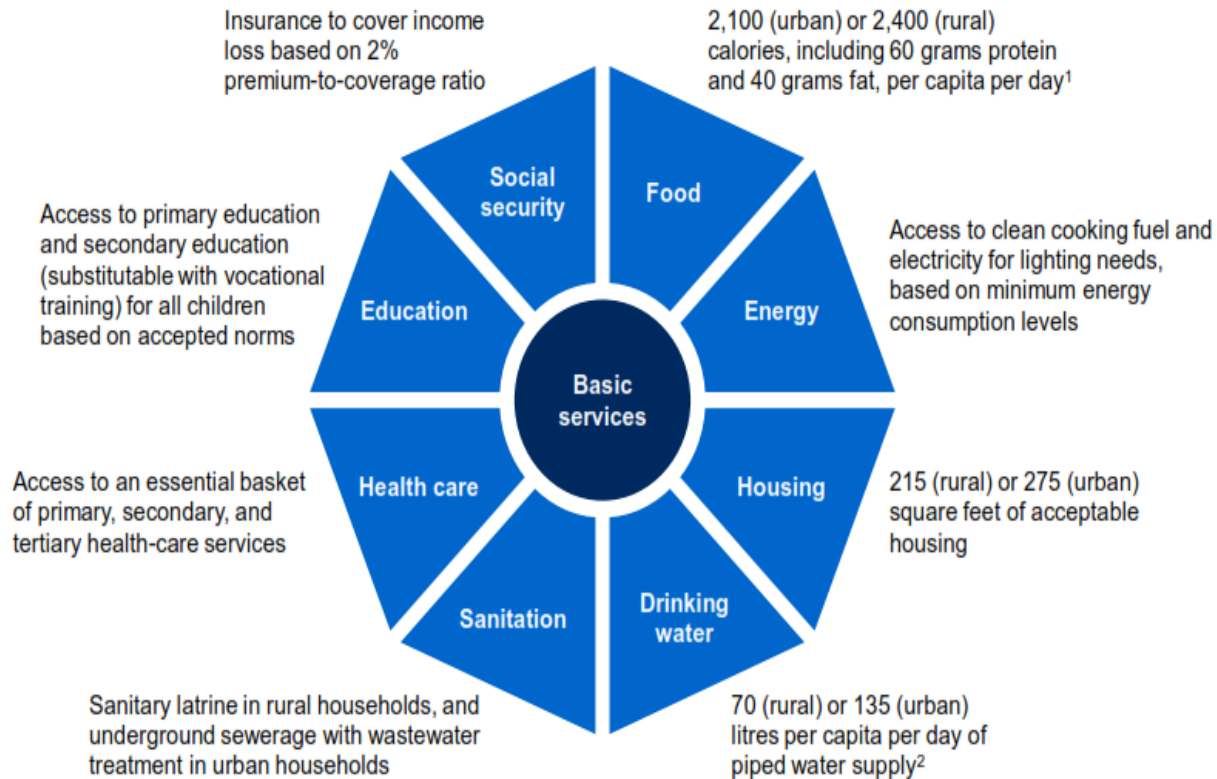 Insurance to cover income
loss based on 2%
premium-to-coverage ratio
2,100 (urban) or 2,400 (rural)
calories, including 60 grams protein
and 40 grams fat, per capita per day¹
Social
security
Food
Access to primary education
and secondary education
(substitutable with vocational
training) for all children
based on accepted norms
Education
Energy
Access to clean cooking fuel and
electricity for lighting needs,
based on minimum energy
consumption levels
Basic
services
Access to an essential basket
of primary, secondary, and
tertiary health-care services
Health care
Housing
215 (rural) or 275 (urban)
square feet of acceptable
housing
Sanitation
Drinking
water
Sanitary latrine in rural households, and
underground sewerage with wastewater
treatment in urban households
70 (rural) or 135 (urban)
litres per capita per day of
piped water supply²